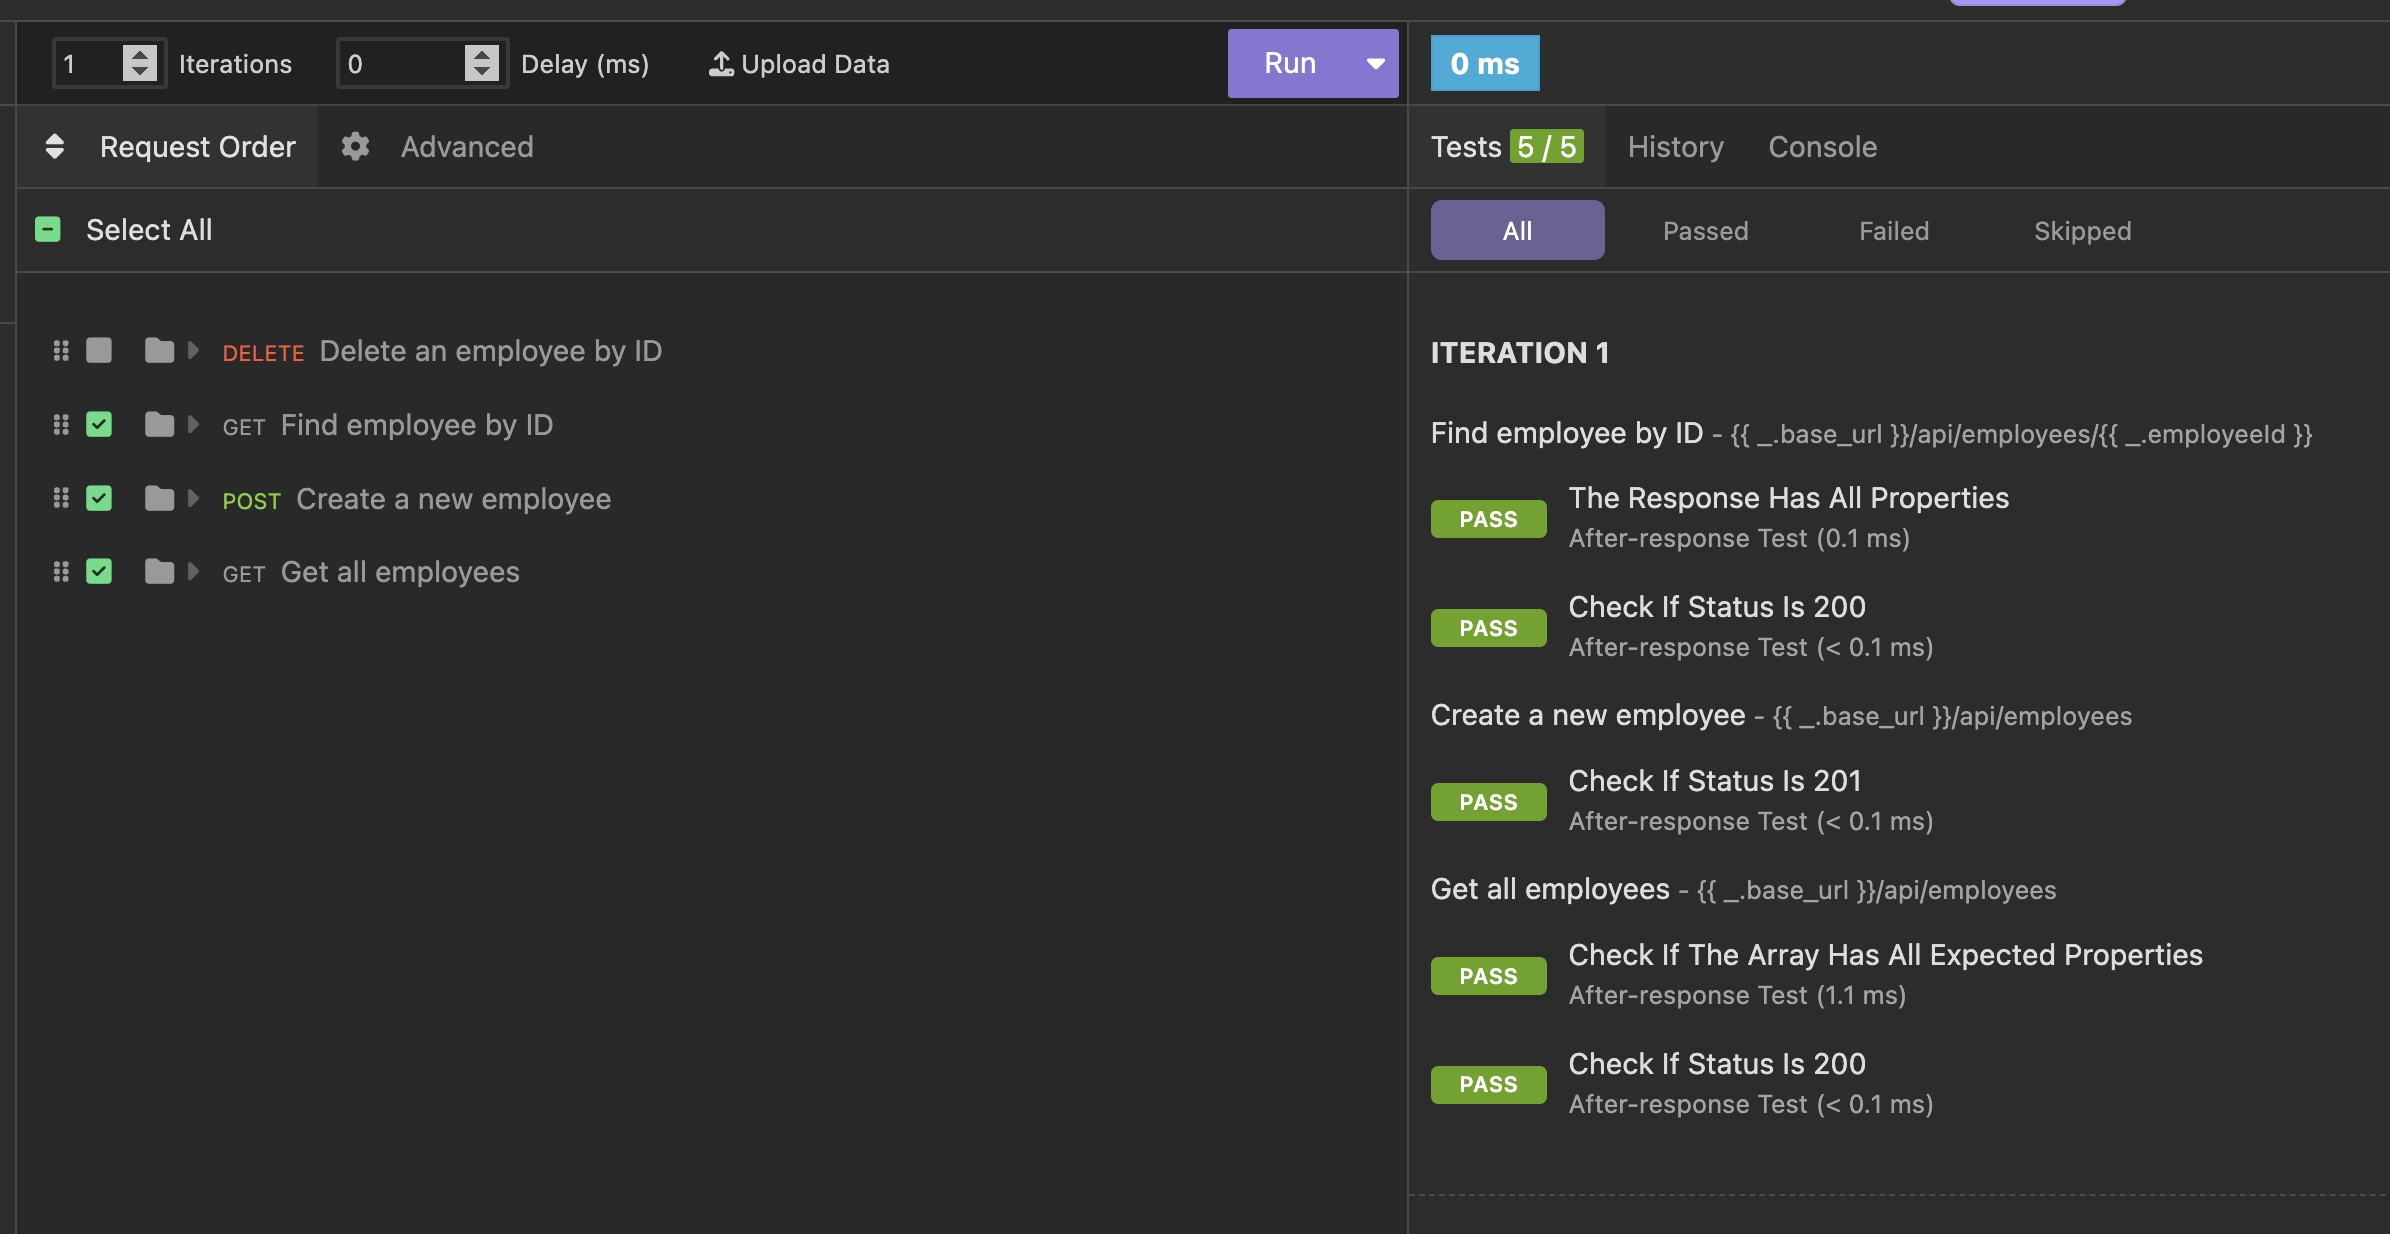 1 Iterations 0 Delay (ms) Upload Data Run
0 ms
Request Order Advanced
Tests 5 / 5 History Console
Select All
All Passed Failed Skipped
DELETE Delete an employee by ID
GET Find employee by ID
POST Create a new employee
GET Get all employees
ITERATION 1
Find employee by ID - {{ _.base_url }}/api/employees/{{ _.employeeId }}
PASS The Response Has All Properties
After-response Test (0.1 ms)
PASS Check If Status Is 200
After-response Test (< 0.1 ms)
Create a new employee - {{ _.base_url }}/api/employees
PASS Check If Status Is 201
After-response Test (< 0.1 ms)
Get all employees - {{ _.base_url }}/api/employees
PASS Check If The Array Has All Expected Properties
After-response Test (1.1 ms)
PASS Check If Status Is 200
After-response Test (< 0.1 ms)